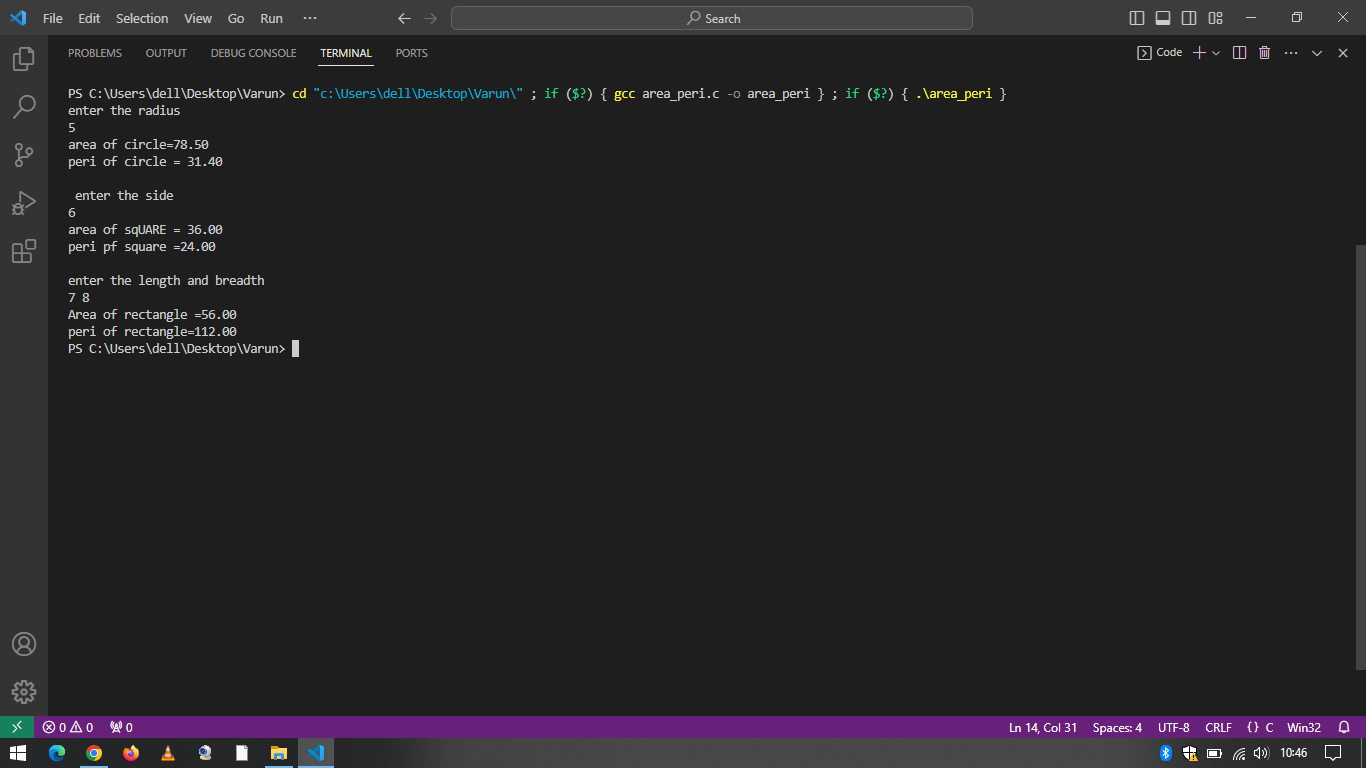 File Edit Selection View Go Run ··· Search
PROBLEMS OUTPUT DEBUG CONSOLE TERMINAL PORTS Code
PS C:\Users\dell\Desktop\Varun> cd "c:\Users\dell\Desktop\Varun\" ; if ($?) { gcc area_peri.c -o area_peri } ; if ($?) { .\area_peri }
enter the radius
5
area of circle=78.50
peri of circle = 31.40
enter the side
6
area of sqUARE = 36.00
peri pf square =24.00
enter the length and breadth
7 8
Area of rectangle =56.00
peri of rectangle=112.00
PS C:\Users\dell\Desktop\Varun>
0 0 0 Ln 14, Col 31 Spaces: 4 UTF-8 CRLF {} C Win32
10:46